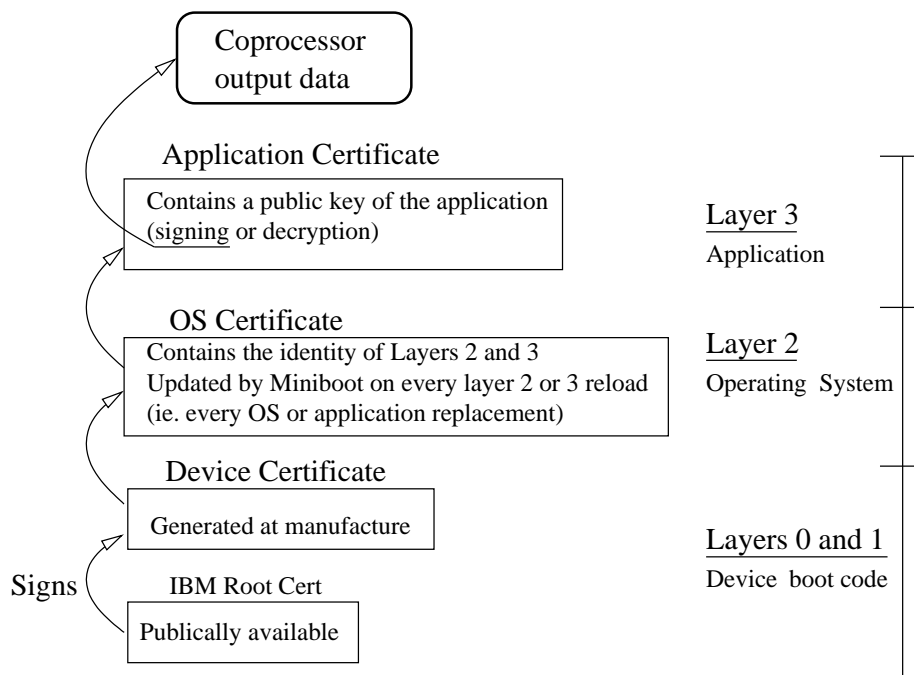 Coprocessor
output data
Application Certificate
Contains a public key of the application
(signing or decryption)
Layer 3
Application
OS Certificate
Contains the identity of Layers 2 and 3
Updated by Miniboot on every layer 2 or 3 reload
(ie. every OS or application replacement)
Layer 2
Operating System
Device Certificate
Generated at manufacture
Layers 0 and 1
Device boot code
Signs
IBM Root Cert
Publically available